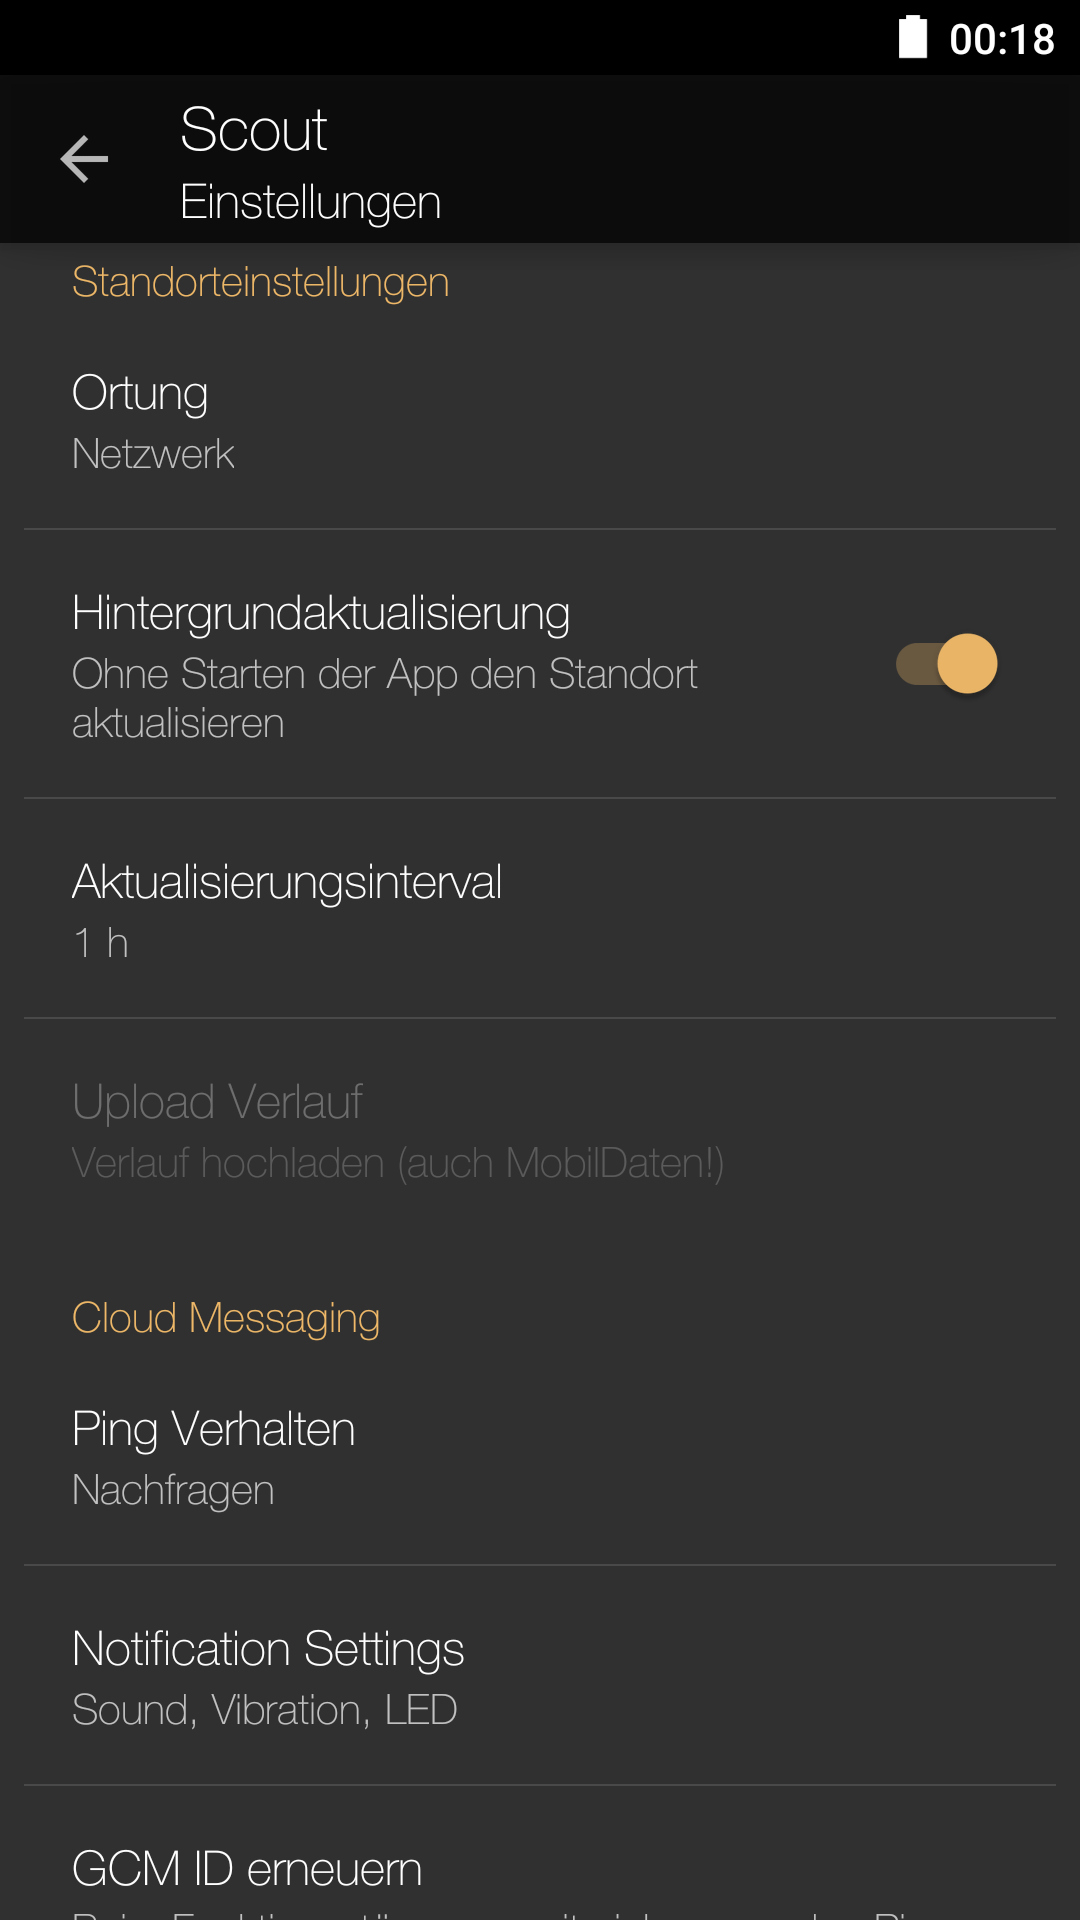 00:18
Scout
Einstellungen
Standorteinstellungen
Ortung
Netzwerk
Hintergrundaktualisierung
Ohne Starten der App den Standort
aktualisieren
Aktualisierungsinterval
1 h
Upload Verlauf
Verlauf hochladen (auch MobilDaten!)
Cloud Messaging
Ping Verhalten
Nachfragen
Notification Settings
Sound, Vibration, LED
GCM ID erneuern